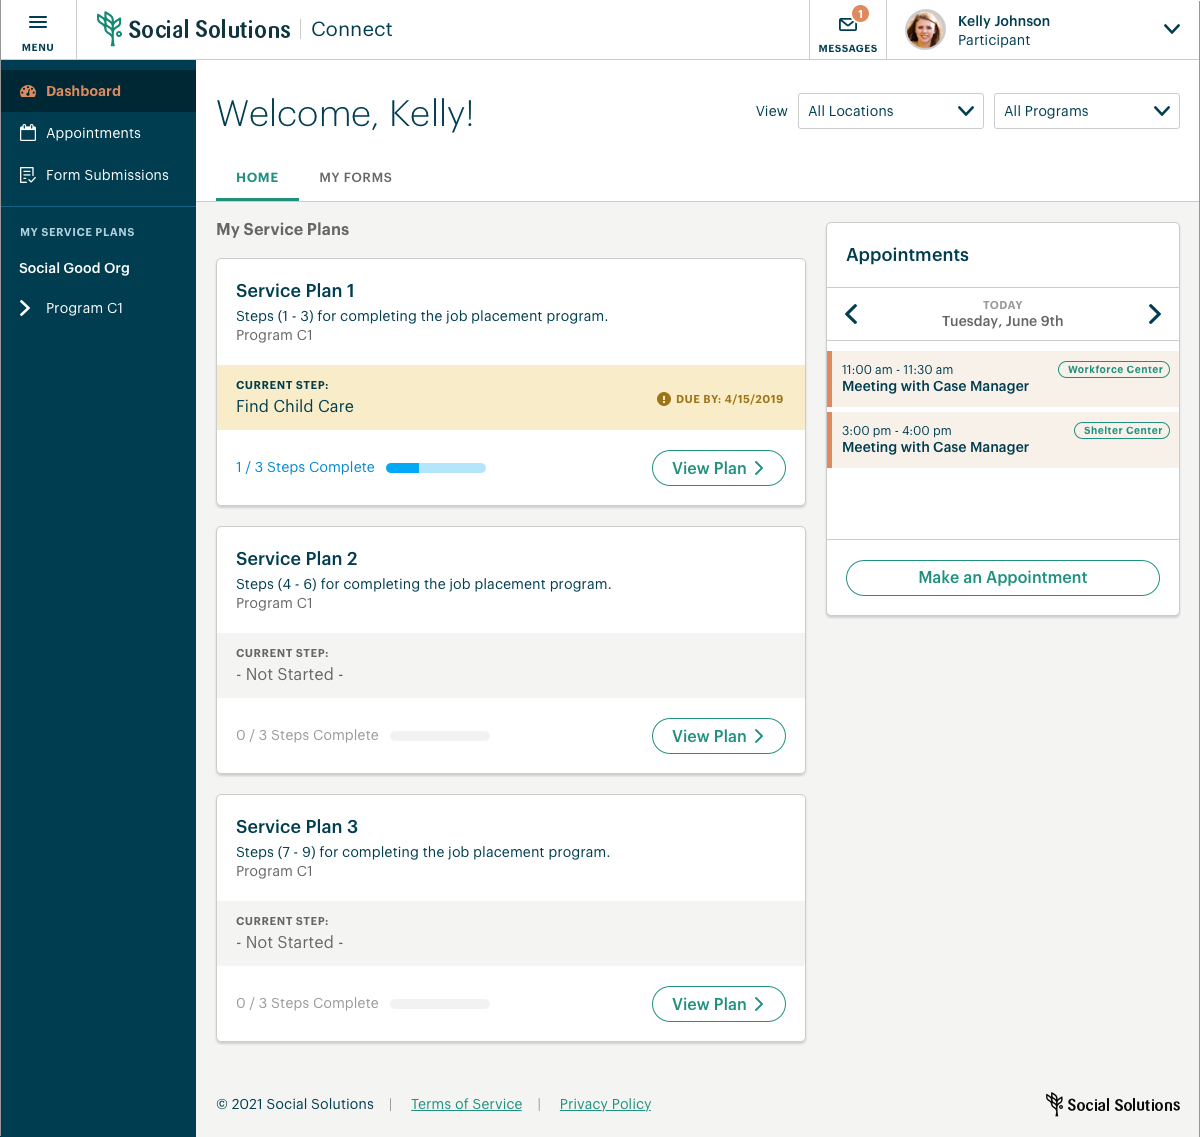 MENU
Social Solutions
Connect
1
MESSAGES
Kelly Johnson
Participant
Dashboard
Appointments
Form Submissions
MY SERVICE PLANS
Social Good Org
Program C1
Welcome, Kelly!
View
All Locations
All Programs
HOME
MY FORMS
My Service Plans
Service Plan 1
Steps (1 - 3) for completing the job placement program.
Program C1
CURRENT STEP:
Find Child Care
DUE BY: 4/15/2019
1 / 3 Steps Complete
View Plan
Service Plan 2
Steps (4 - 6) for completing the job placement program.
Program C1
CURRENT STEP:
- Not Started -
0 / 3 Steps Complete
View Plan
Service Plan 3
Steps (7 - 9) for completing the job placement program.
Program C1
CURRENT STEP:
- Not Started -
0 / 3 Steps Complete
View Plan
Appointments
TODAY
Tuesday, June 9th
11:00 am - 11:30 am
Workforce Center
Meeting with Case Manager
3:00 pm - 4:00 pm
Shelter Center
Meeting with Case Manager
Make an Appointment
© 2021 Social Solutions | Terms of Service | Privacy Policy
Social Solutions